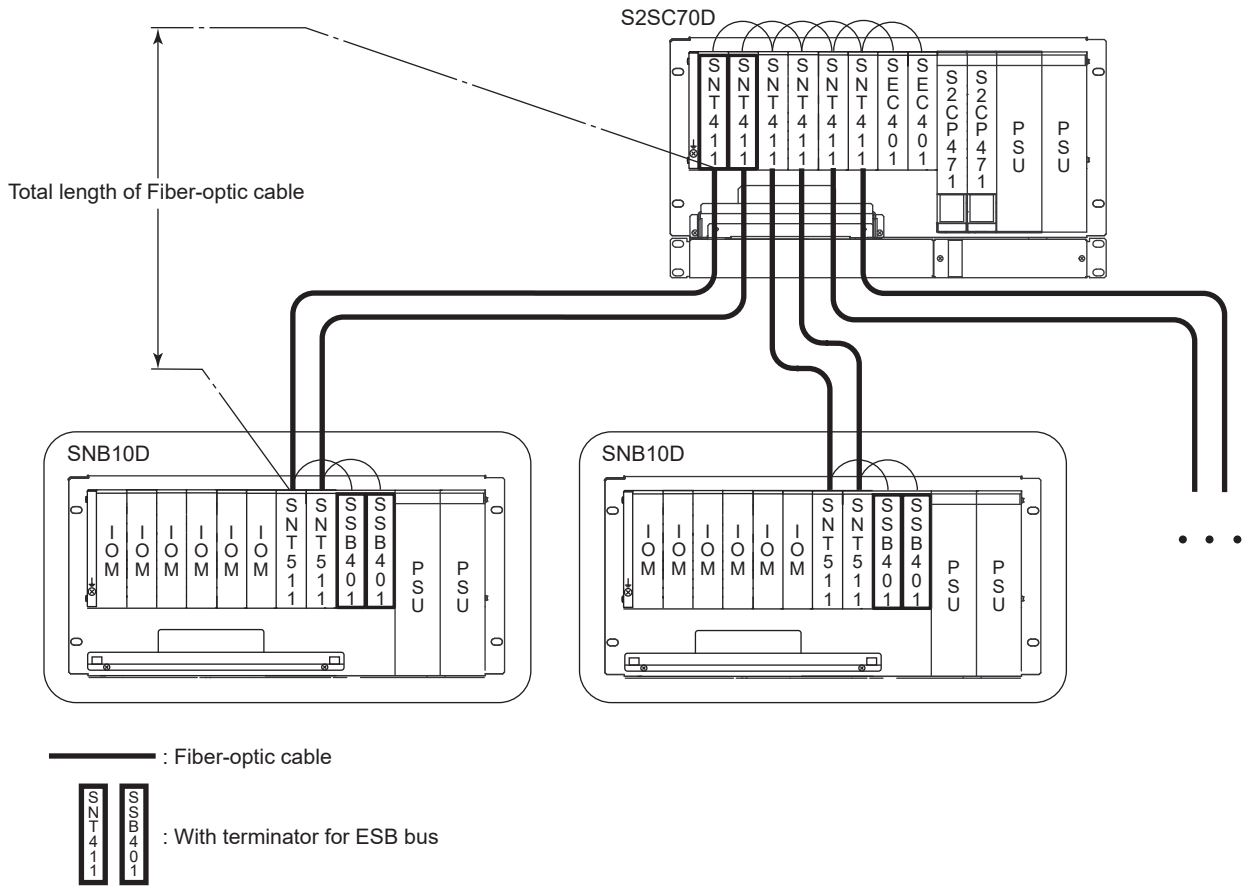 S2SC70D
SNT411
SNT411
SNT411
SNT411
SNT411
SNT411
SEC401
SEC401
S2CP471
S2CP471
PSU
PSU
Total length of Fiber-optic cable
SNB10D
IOM
IOM
IOM
IOM
IOM
IOM
SNT511
SNT511
SSB401
SSB401
PSU
PSU
SNB10D
IOM
IOM
IOM
IOM
IOM
IOM
SNT511
SNT511
SSB401
SSB401
PSU
PSU
: Fiber-optic cable
SNT411
SSB401
: With terminator for ESB bus